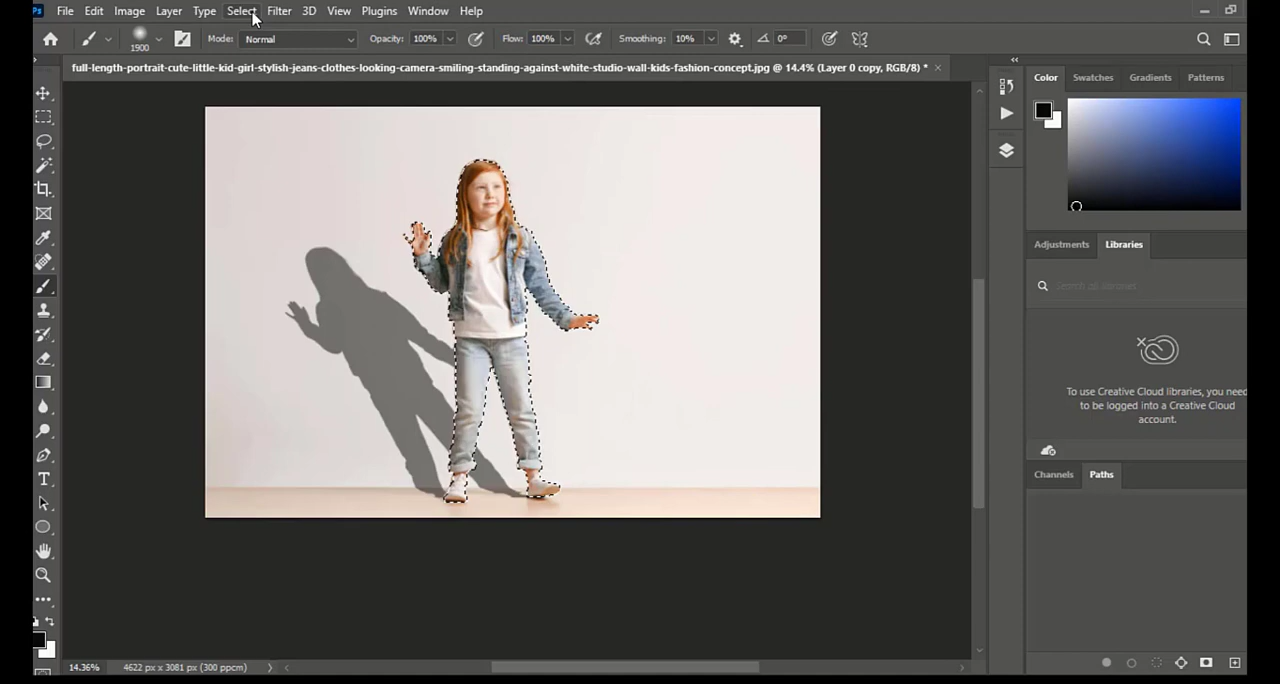 Ps File Edit Image Layer Type Select Filter 3D View Plugins Window Help
1900 Mode: Normal Opacity: 100% Flow: 100% Smoothing: 10% 0°
full-length-portrait-cute-little-kid-girl-stylish-jeans-clothes-looking-camera-smiling-standing-against-white-studio-wall-kids-fashion-concept.jpg @ 14.4% (Layer 0 copy, RGB/8) *
Color Swatches Gradients Patterns
Adjustments Libraries
Search all libraries
To use Creative Cloud libraries, you need
to be logged into a Creative Cloud
account.
Channels Paths
14.36% 4622 px x 3081 px (300 ppcm)